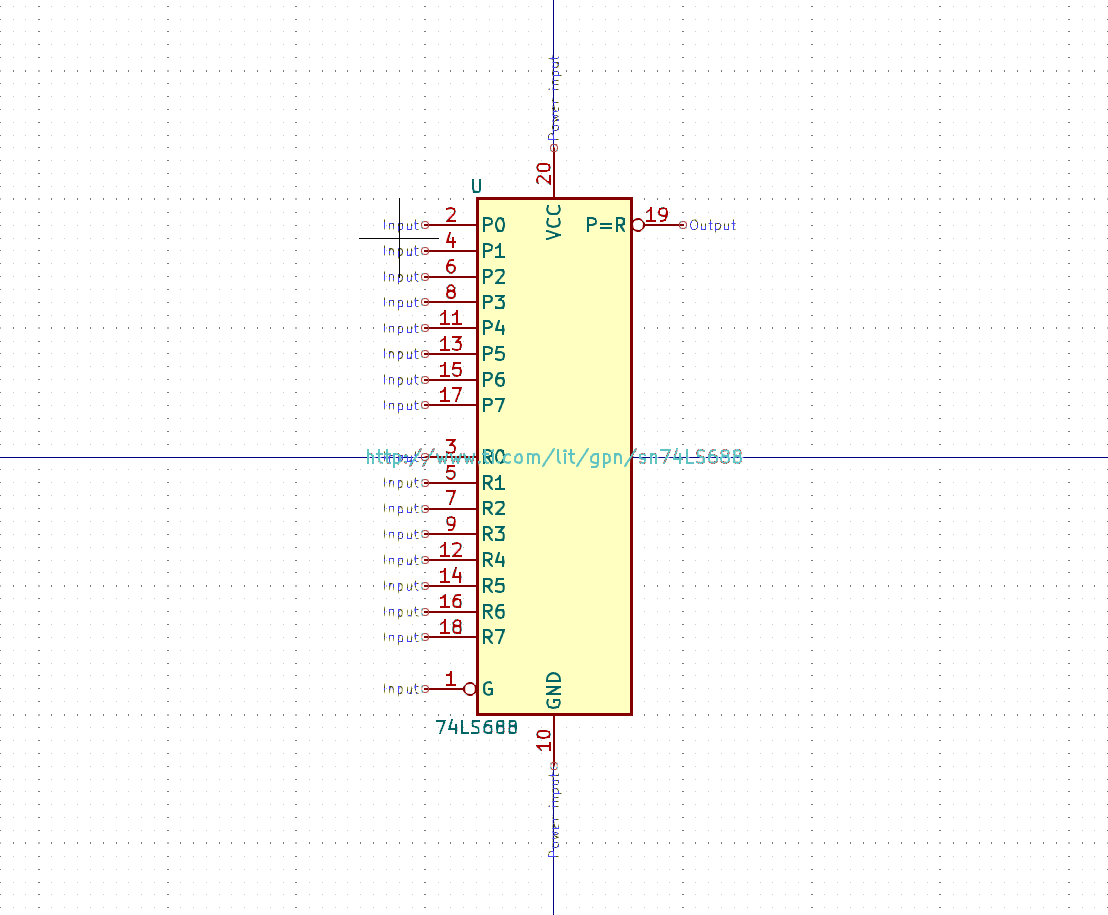 Power input
20
U
VCC
Input 2 P0 P=R 19 Output
Input 4 P1
Input 6 P2
Input 8 P3
Input 11 P4
Input 13 P5
Input 15 P6
Input 17 P7
Input 3 R0
http://www.ti.com/lit/gpn/sn74LS688
Input 5 R1
Input 7 R2
Input 9 R3
Input 12 R4
Input 14 R5
Input 16 R6
Input 18 R7
Input 1 G
GND
74LS688
10
Power input